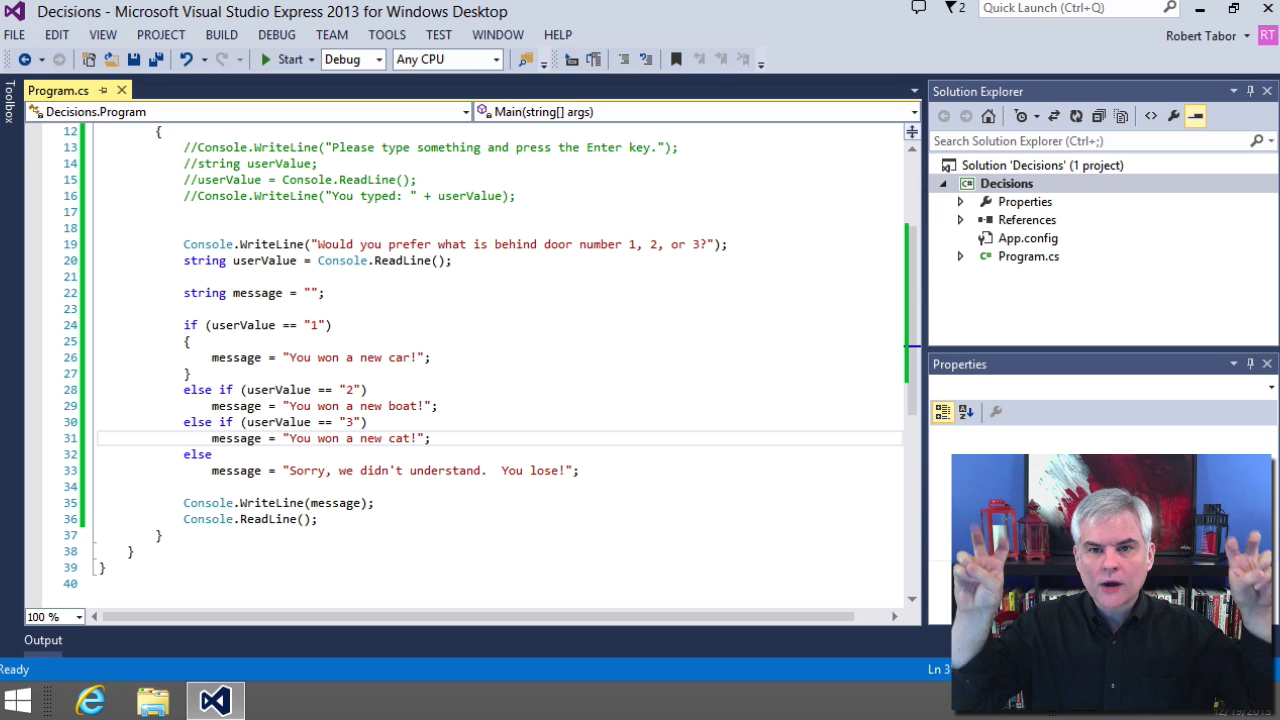 Decisions - Microsoft Visual Studio Express 2013 for Windows Desktop
2
Quick Launch (Ctrl+Q)
FILE EDIT VIEW PROJECT BUILD DEBUG TEAM TOOLS TEST WINDOW HELP
Robert Tabor
RT
Start
Debug
Any CPU
Toolbox
Program.cs
Decisions.Program
Main(string[] args)
12 {
13 //Console.WriteLine("Please type something and press the Enter key.");
14 //string userValue;
15 //userValue = Console.ReadLine();
16 //Console.WriteLine("You typed: " + userValue);
17
18
19 Console.WriteLine("Would you prefer what is behind door number 1, 2, or 3?");
20 string userValue = Console.ReadLine();
21
22 string message = "";
23
24 if (userValue == "1")
25 {
26 message = "You won a new car!";
27 }
28 else if (userValue == "2")
29 message = "You won a new boat!";
30 else if (userValue == "3")
31 message = "You won a new cat!";
32 else
33 message = "Sorry, we didn't understand.  You lose!";
34
35 Console.WriteLine(message);
36 Console.ReadLine();
37 }
38 }
39 }
40
100 %
Output
Ready
Ln 3
Solution Explorer
Search Solution Explorer (Ctrl+;)
Solution 'Decisions' (1 project)
C# Decisions
Properties
References
App.config
C# Program.cs
Properties